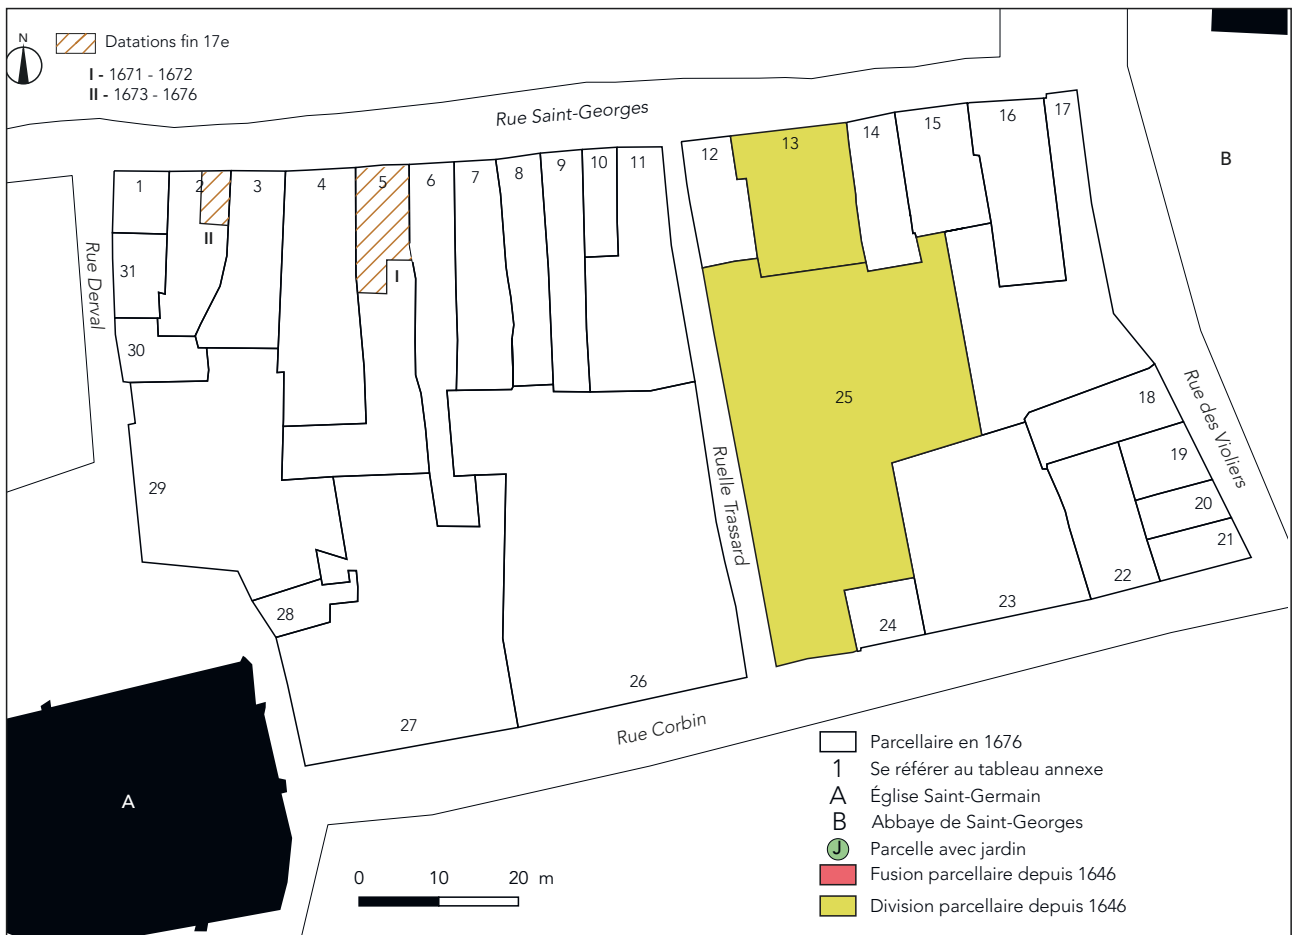 N
Datations fin 17e
I - 1671 - 1672
II - 1673 - 1676
Rue Saint-Georges
1
2
3
4
5
6
7
8
9
10
11
12
13
14
15
16
17
B
II
I
31
30
Rue Derval
29
28
27
26
25
Ruelle Trassard
18
19
20
21
22
23
24
Rue des Violiers
Rue Corbin
A
0 10 20 m
Parcellaire en 1676
1 Se référer au tableau annexe
A Église Saint-Germain
B Abbaye de Saint-Georges
J Parcelle avec jardin
Fusion parcellaire depuis 1646
Division parcellaire depuis 1646